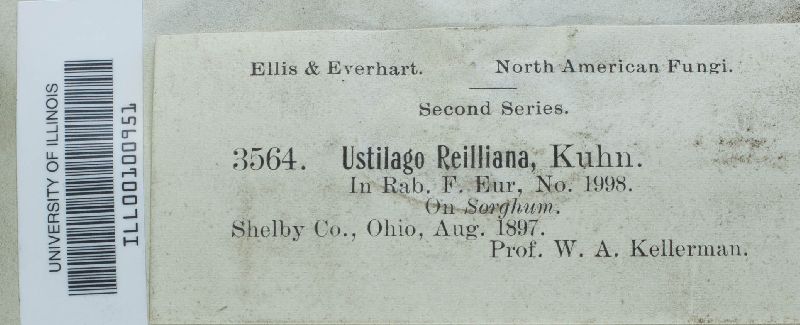 UNIVERSITY OF ILLINOIS
ILL00100951
Ellis & Everhart. North American Fungi.
Second Series.
3564. Ustilago Reilliana, Kuhn.
In Rab. F. Eur, No. 1998.
On Sorghum.
Shelby Co., Ohio, Aug. 1897.
Prof. W. A. Kellerman.